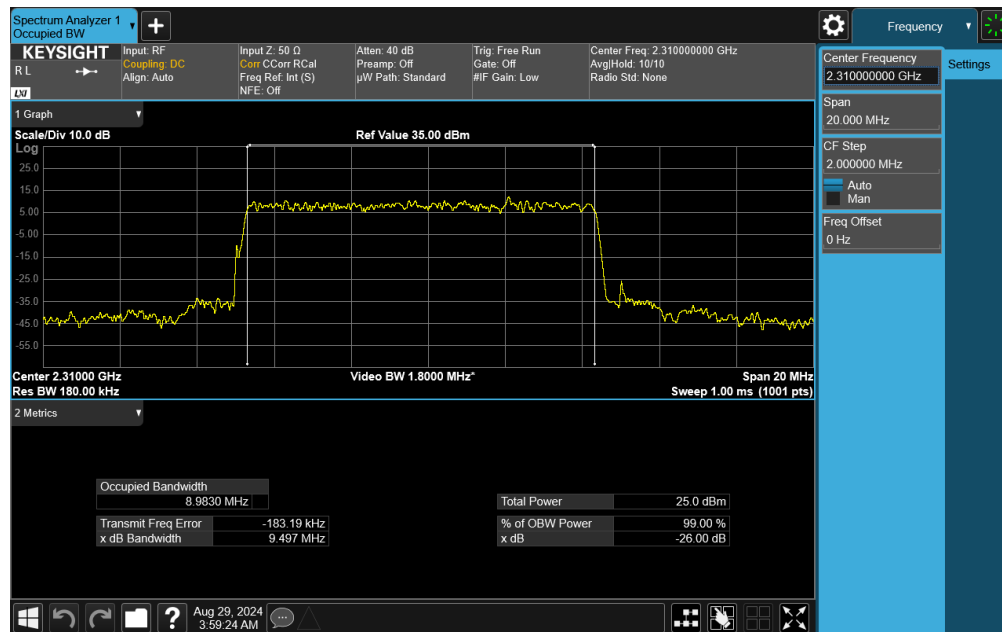 Spectrum Analyzer 1
Occupied BW
Frequency
KEYSIGHT
R L
LXI
Input: RF
Coupling: DC
Align: Auto
Input Z: 50 Ω
Corr CCorr RCal
Freq Ref: Int (S)
NFE: Off
Atten: 40 dB
Preamp: Off
µW Path: Standard
Trig: Free Run
Gate: Off
#IF Gain: Low
Center Freq: 2.310000000 GHz
Avg|Hold: 10/10
Radio Std: None
Center Frequency
2.310000000 GHz
Settings
Span
20.000 MHz
CF Step
2.000000 MHz
Auto
Man
Freq Offset
0 Hz
1 Graph
Scale/Div 10.0 dB
Ref Value 35.00 dBm
Log
25.0
15.0
5.00
-5.00
-15.0
-25.0
-35.0
-45.0
-55.0
Center 2.31000 GHz
Video BW 1.8000 MHz*
Span 20 MHz
Res BW 180.00 kHz
Sweep 1.00 ms (1001 pts)
2 Metrics
Occupied Bandwidth
8.9830 MHz
Total Power 25.0 dBm
Transmit Freq Error -183.19 kHz
% of OBW Power 99.00 %
x dB Bandwidth 9.497 MHz
x dB -26.00 dB
?
Aug 29, 2024
3:59:24 AM